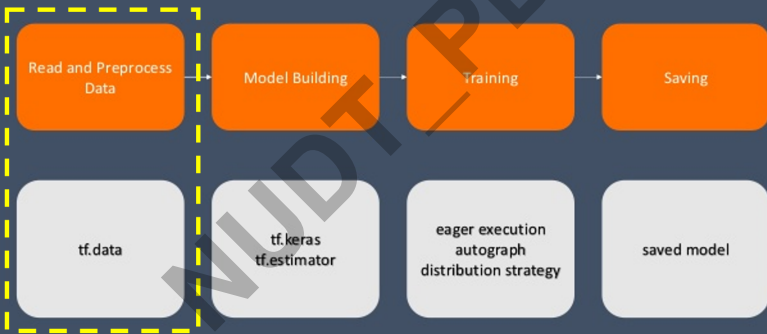 Read and Preprocess
Data
Model Building
Training
Saving
tf.data
tf.keras
tf.estimator
eager execution
autograph
distribution strategy
saved model